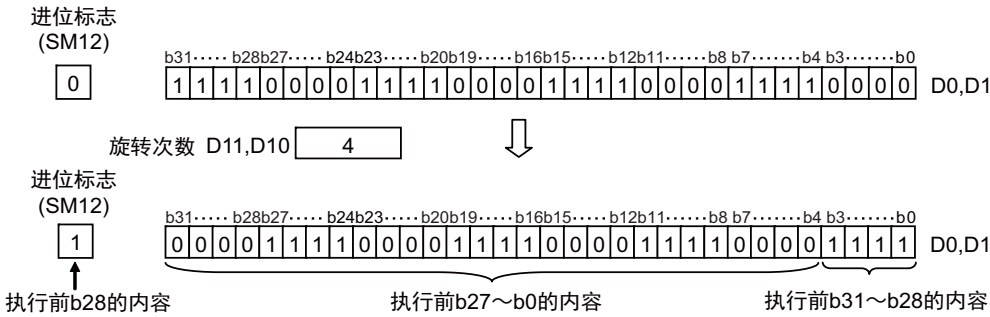 进位标志
(SM12)
b31····· b28b27····· b24b23·····b20b19·····b16b15·····b12b11······b8 b7······b4 b3·······b0
0
1 1 1 1 0 0 0 0 1 1 1 1 0 0 0 0 1 1 1 1 0 0 0 0 1 1 1 1 0 0 0 0 D0,D1
旋转次数 D11,D10 4
进位标志
(SM12)
b31····· b28b27····· b24b23·····b20b19·····b16b15·····b12b11······b8 b7······b4 b3·······b0
1
0 0 0 0 1 1 1 1 0 0 0 0 1 1 1 1 0 0 0 0 1 1 1 1 0 0 0 0 1 1 1 1 D0,D1
执行前b28的内容 执行前b27～b0的内容 执行前b31～b28的内容